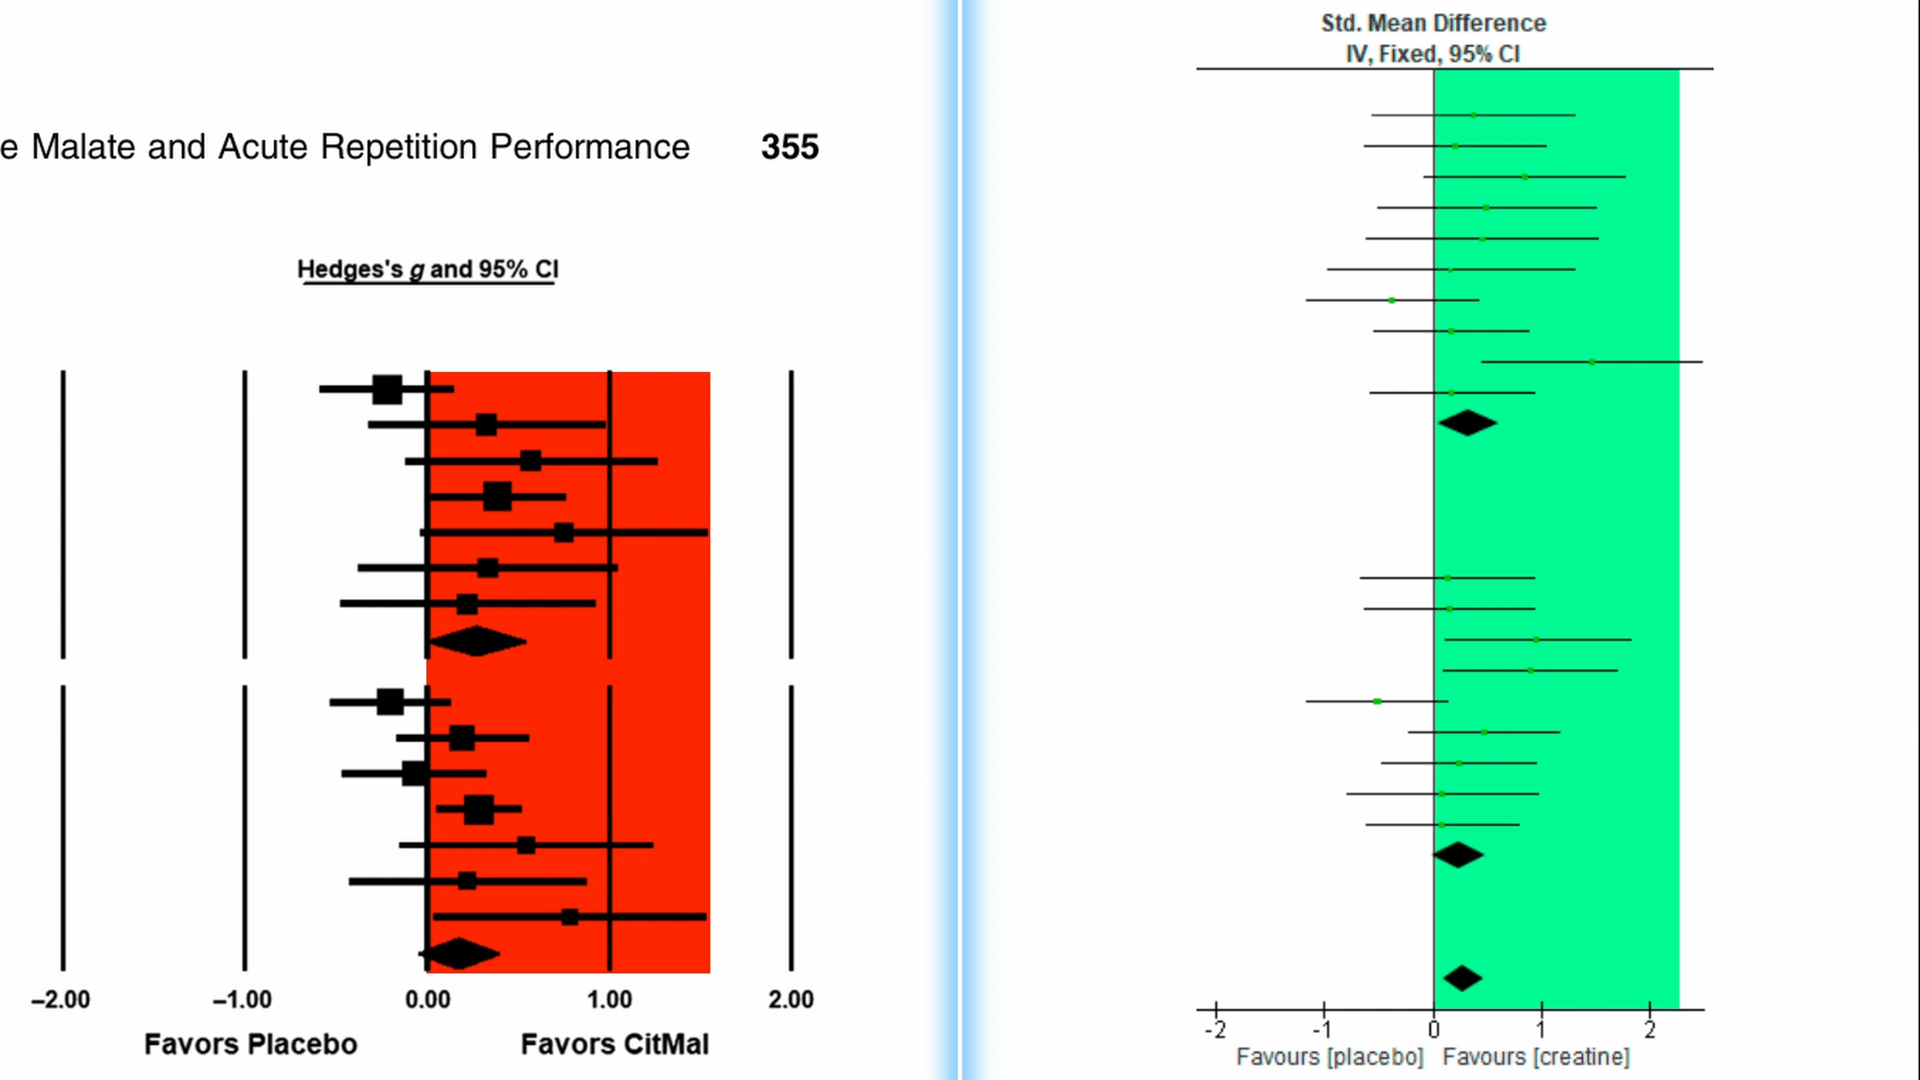 e Malate and Acute Repetition Performance 355
Hedges's g and 95% CI
–2.00 –1.00 0.00 1.00 2.00
Favors Placebo Favors CitMal
Std. Mean Difference
IV, Fixed, 95% CI
-2 -1 0 1 2
Favours [placebo] Favours [creatine]